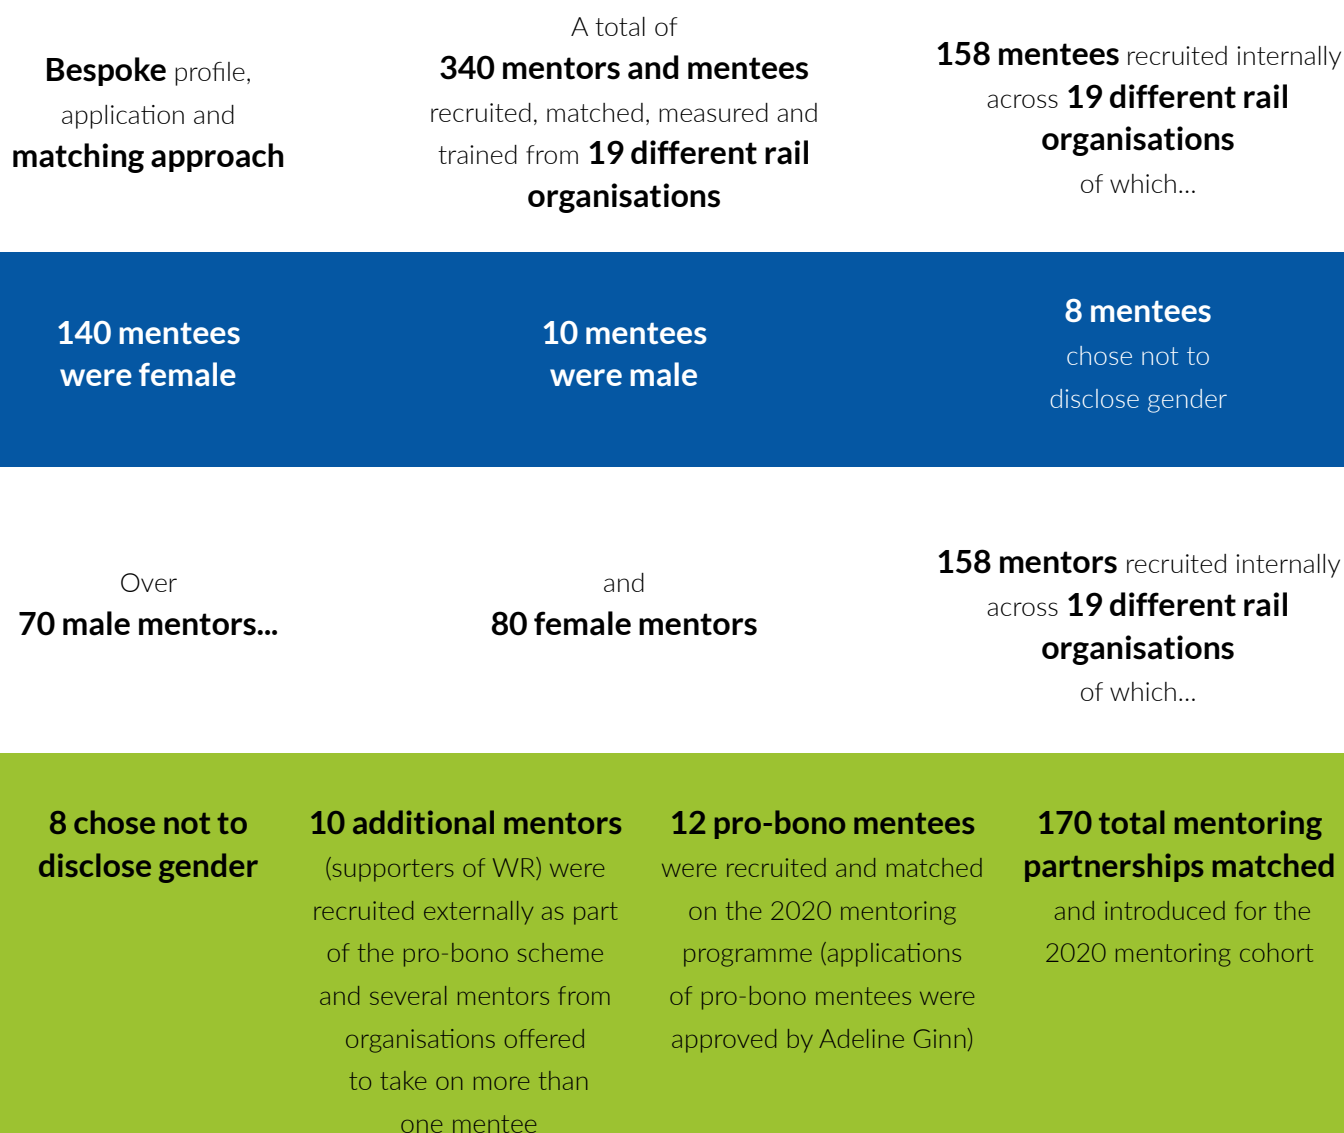 Bespoke profile,
application and
matching approach
A total of
340 mentors and mentees
recruited, matched, measured and
trained from 19 different rail
organisations
158 mentees recruited internally
across 19 different rail
organisations
of which...
140 mentees
were female
10 mentees
were male
8 mentees
chose not to
disclose gender
Over
70 male mentors...
and
80 female mentors
158 mentors recruited internally
across 19 different rail
organisations
of which...
8 chose not to
disclose gender
10 additional mentors
(supporters of WR) were
recruited externally as part
of the pro-bono scheme
and several mentors from
organisations offered
to take on more than
one mentee
12 pro-bono mentees
were recruited and matched
on the 2020 mentoring
programme (applications
of pro-bono mentees were
approved by Adeline Ginn)
170 total mentoring
partnerships matched
and introduced for the
2020 mentoring cohort